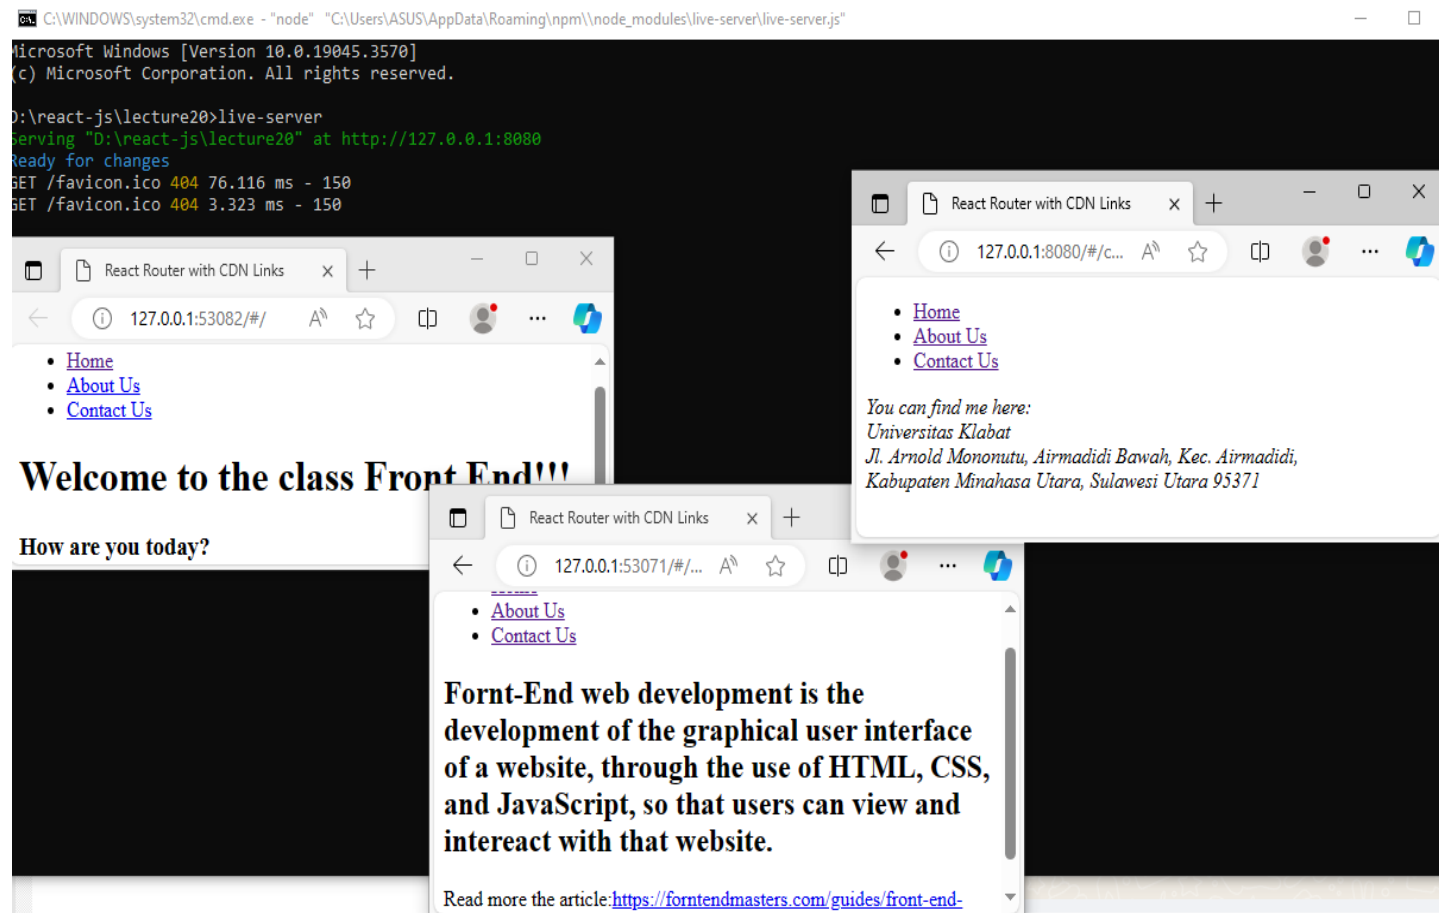 C:\WINDOWS\system32\cmd.exe - "node" "C:\Users\ASUS\AppData\Roaming\npm\\node_modules\live-server\live-server.js"
Microsoft Windows [Version 10.0.19045.3570]
(c) Microsoft Corporation. All rights reserved.
D:\react-js\lecture20>live-server
Serving "D:\react-js\lecture20" at http://127.0.0.1:8080
Ready for changes
GET /favicon.ico 404 76.116 ms - 150
GET /favicon.ico 404 3.323 ms - 150
React Router with CDN Links
127.0.0.1:53082/#/
Home
About Us
Contact Us
Welcome to the class Front End!!!
How are you today?
React Router with CDN Links
127.0.0.1:8080/#/c...
Home
About Us
Contact Us
You can find me here:
Universitas Klabat
Jl. Arnold Mononutu, Airmadidi Bawah, Kec. Airmadidi,
Kabupaten Minahasa Utara, Sulawesi Utara 95371
React Router with CDN Links
127.0.0.1:53071/#/...
Home
About Us
Contact Us
Fornt-End web development is the
development of the graphical user interface
of a website, through the use of HTML, CSS,
and JavaScript, so that users can view and
intereact with that website.
Read more the article:https://forntendmasters.com/guides/front-end-